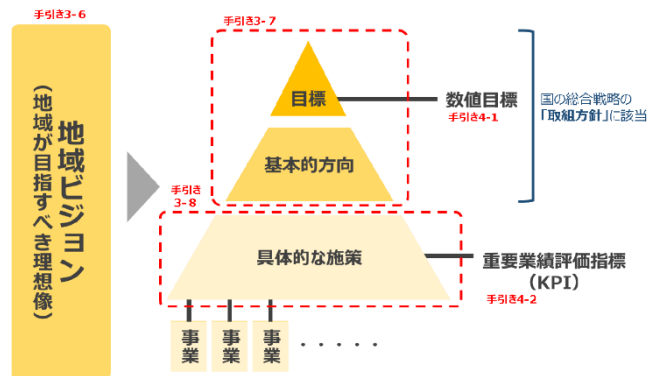 手引き3-6
地域ビジョン
(地域が目指すべき理想像)
手引き3-7
目標
数値目標
手引き4-1
国の総合戦略の
「取組方針」に該当
基本的方向
手引き
3-8
具体的な施策
重要業績評価指標
(KPI)
手引き4-2
事業
事業
事業
・・・・・